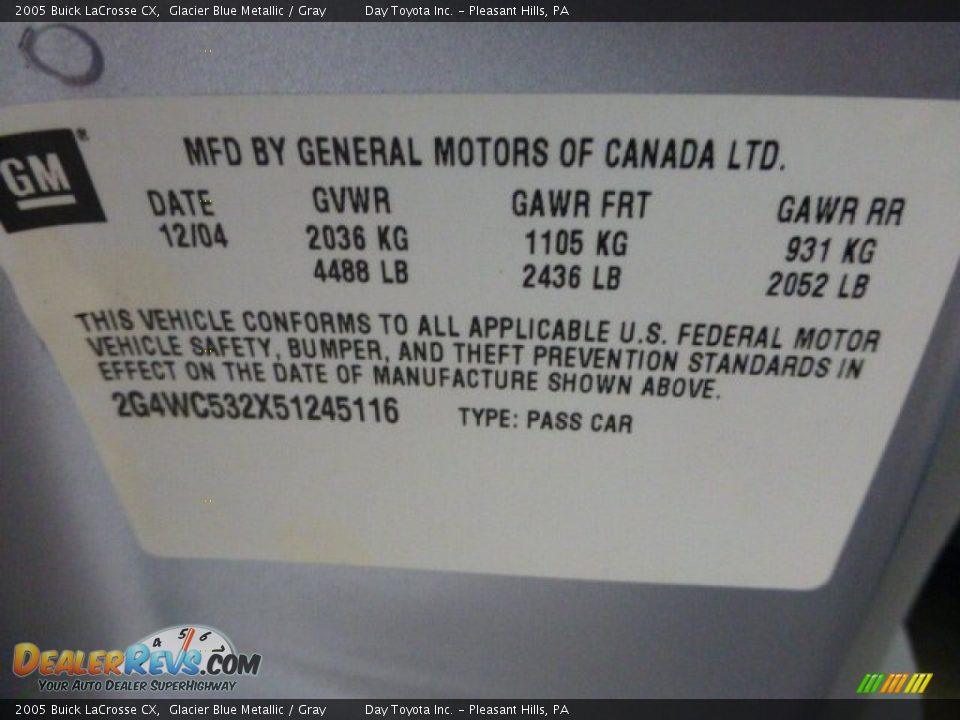 2005 Buick LaCrosse CX, Glacier Blue Metallic / Gray Day Toyota Inc. - Pleasant Hills, PA
GM®
MFD BY GENERAL MOTORS OF CANADA LTD.
DATE GVWR GAWR FRT GAWR RR
12/04 2036 KG 1105 KG 931 KG
4488 LB 2436 LB 2052 LB
THIS VEHICLE CONFORMS TO ALL APPLICABLE U.S. FEDERAL MOTOR
VEHICLE SAFETY, BUMPER, AND THEFT PREVENTION STANDARDS IN
EFFECT ON THE DATE OF MANUFACTURE SHOWN ABOVE.
2G4WC532X51245116 TYPE: PASS CAR
4 5 6 7
DEALERREVS.COM
YOUR AUTO DEALER SUPERHIGHWAY
2005 Buick LaCrosse CX, Glacier Blue Metallic / Gray Day Toyota Inc. - Pleasant Hills, PA